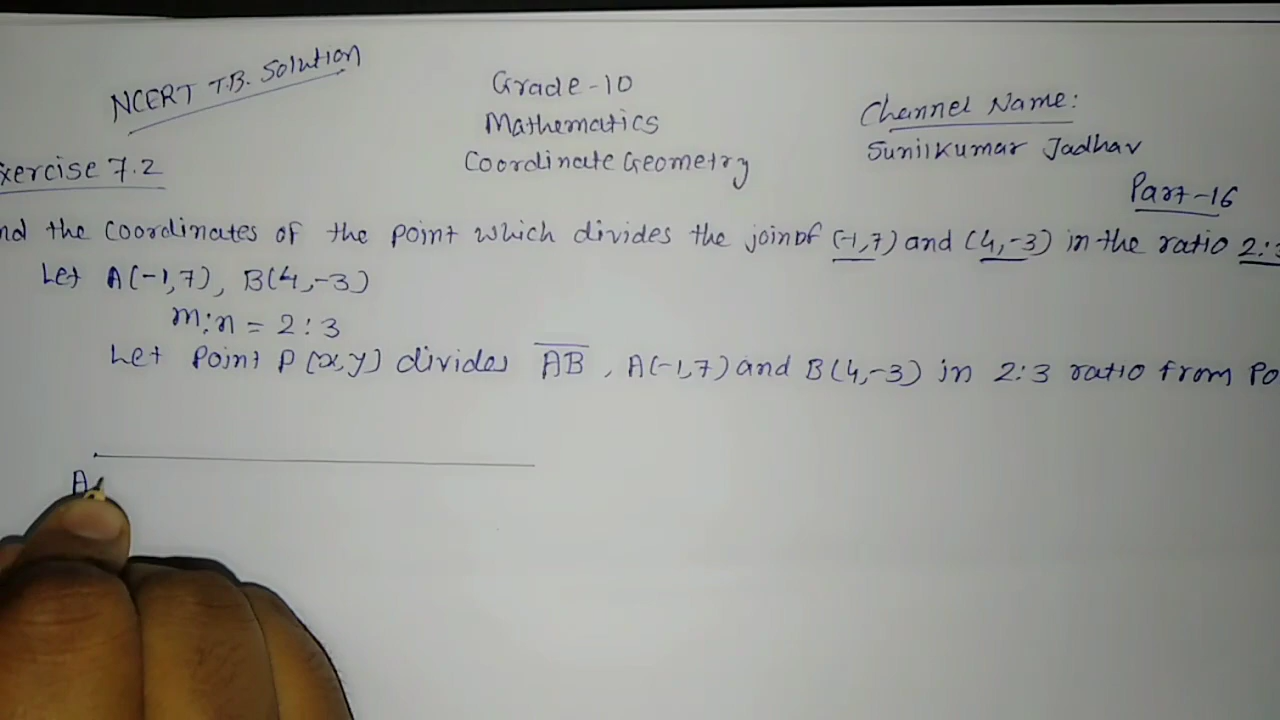 NCERT T.B. Solution
Grade-10
Mathematics
Coordinate Geometry
Channel Name:
Sunilkumar Jadhav
Part-16
xercise 7.2
nd the coordinates of the point which divides the join of (-1,7) and (4,-3) in the ratio 2:3
Let A(-1,7), B(4,-3)
m:n = 2:3
Let Point P(x,y) divides AB, A(-1,7) and B(4,-3) in 2:3 ratio from Po
A